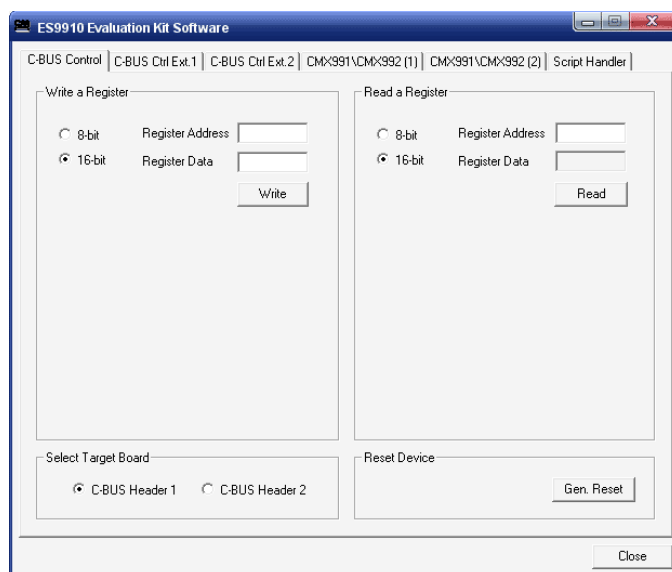 ES9910 Evaluation Kit Software
C-BUS Control C-BUS Ctrl Ext.1 C-BUS Ctrl Ext.2 CMX991\CMX992 (1) CMX991\CMX992 (2) Script Handler
Write a Register
8-bit Register Address
16-bit Register Data
Write
Read a Register
8-bit Register Address
16-bit Register Data
Read
Select Target Board
C-BUS Header 1 C-BUS Header 2
Reset Device
Gen. Reset
Close